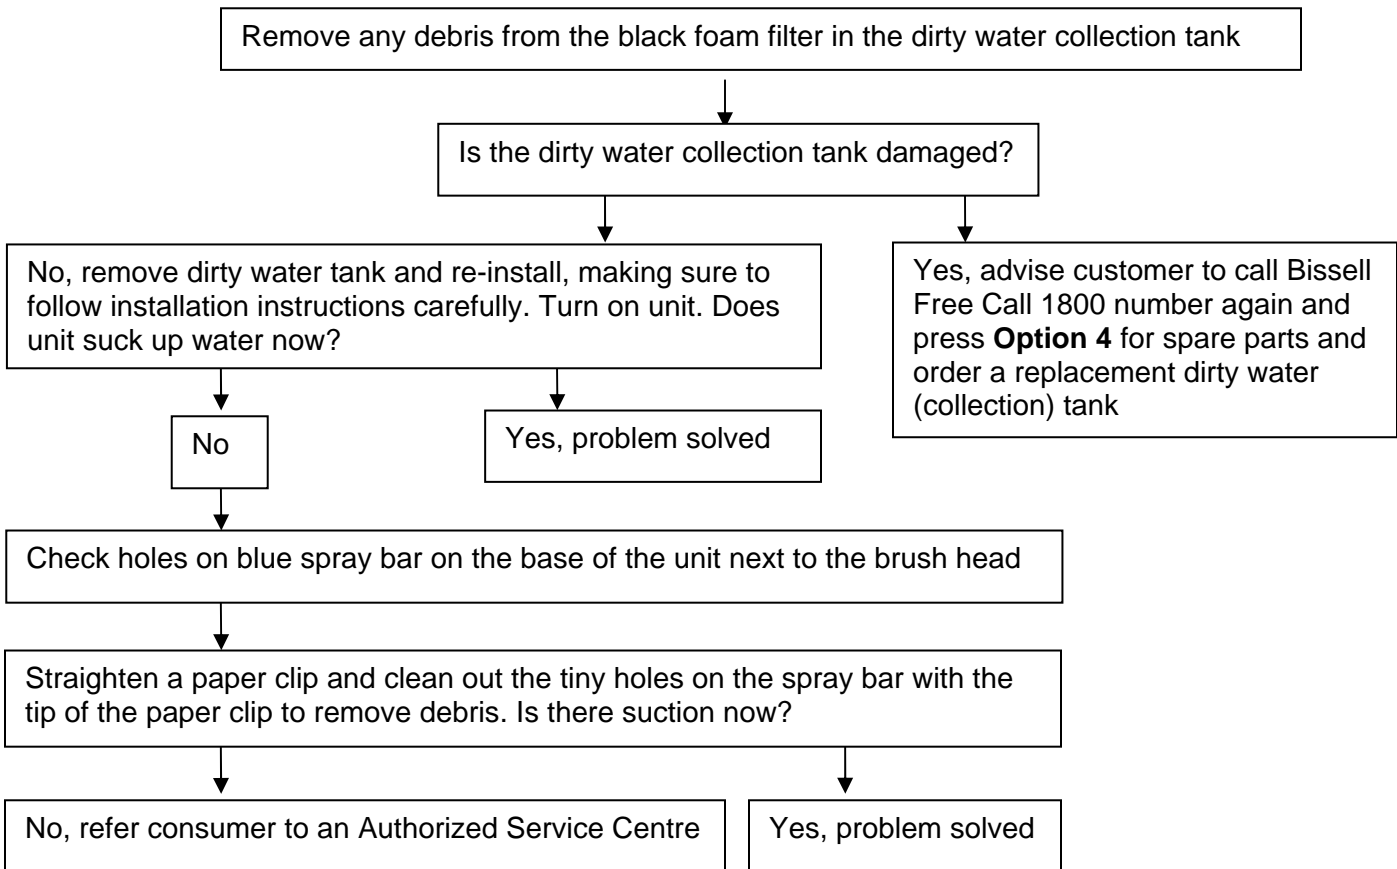 Remove any debris from the black foam filter in the dirty water collection tank
Is the dirty water collection tank damaged?
No, remove dirty water tank and re-install, making sure to
follow installation instructions carefully. Turn on unit. Does
unit suck up water now?
Yes, advise customer to call Bissell
Free Call 1800 number again and
press Option 4 for spare parts and
order a replacement dirty water
(collection) tank
No
Yes, problem solved
Check holes on blue spray bar on the base of the unit next to the brush head
Straighten a paper clip and clean out the tiny holes on the spray bar with the
tip of the paper clip to remove debris. Is there suction now?
No, refer consumer to an Authorized Service Centre
Yes, problem solved